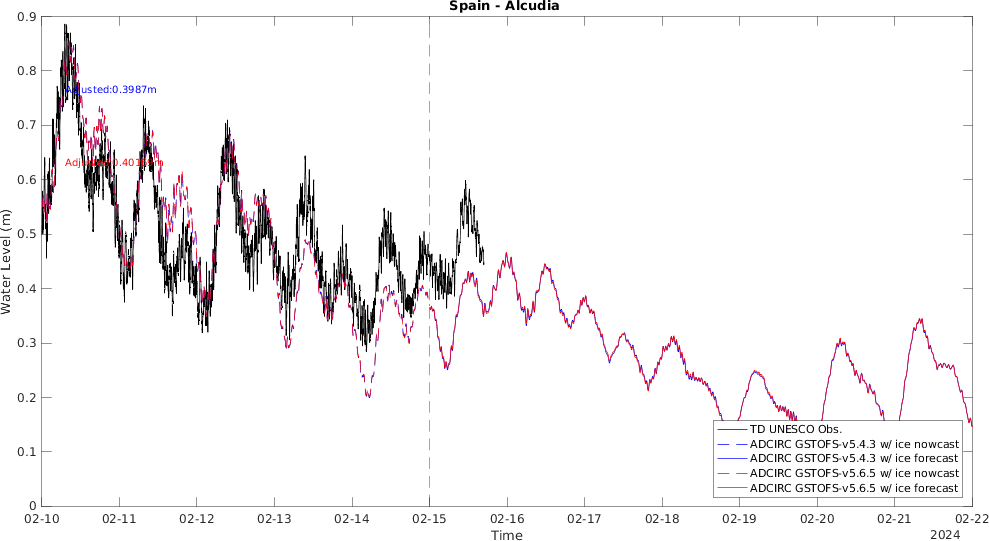 Spain - Alcudia
Water Level (m)
0.9
0.8
0.7
0.6
0.5
0.4
0.3
0.2
0.1
0
Adjusted:0.3987m
TD UNESCO Obs.
ADCIRC GSTOFS-v5.4.3 w/ ice nowcast
ADCIRC GSTOFS-v5.4.3 w/ ice forecast
ADCIRC GSTOFS-v5.6.5 w/ ice nowcast
ADCIRC GSTOFS-v5.6.5 w/ ice forecast
02-10 02-11 02-12 02-13 02-14 02-15 02-16 02-17 02-18 02-19 02-20 02-21 02-22
Time
2024